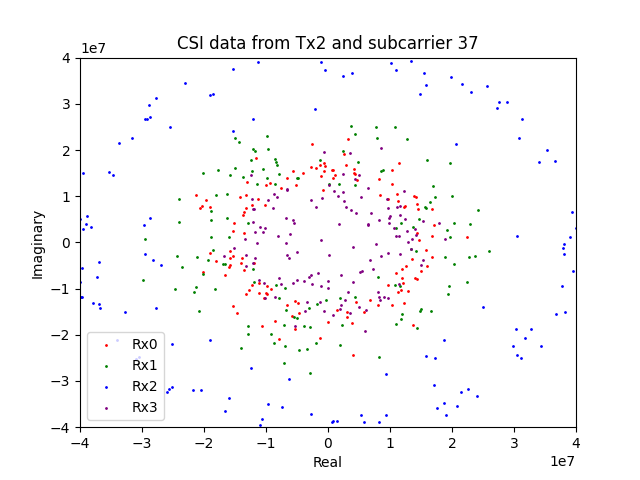 CSI data from Tx2 and subcarrier 37
1e7
4
3
2
1
0
−1
−2
−3
−4
Imaginary
Rx0
Rx1
Rx2
Rx3
−4 −3 −2 −1 0 1 2 3 4
Real
1e7